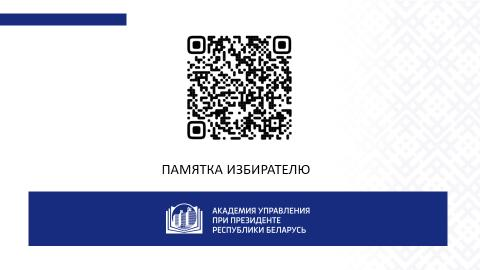 ПАМЯТКА ИЗБИРАТЕЛЮ
АКАДЕМИЯ УПРАВЛЕНИЯ
ПРИ ПРЕЗИДЕНТЕ
РЕСПУБЛИКИ БЕЛАРУСЬ